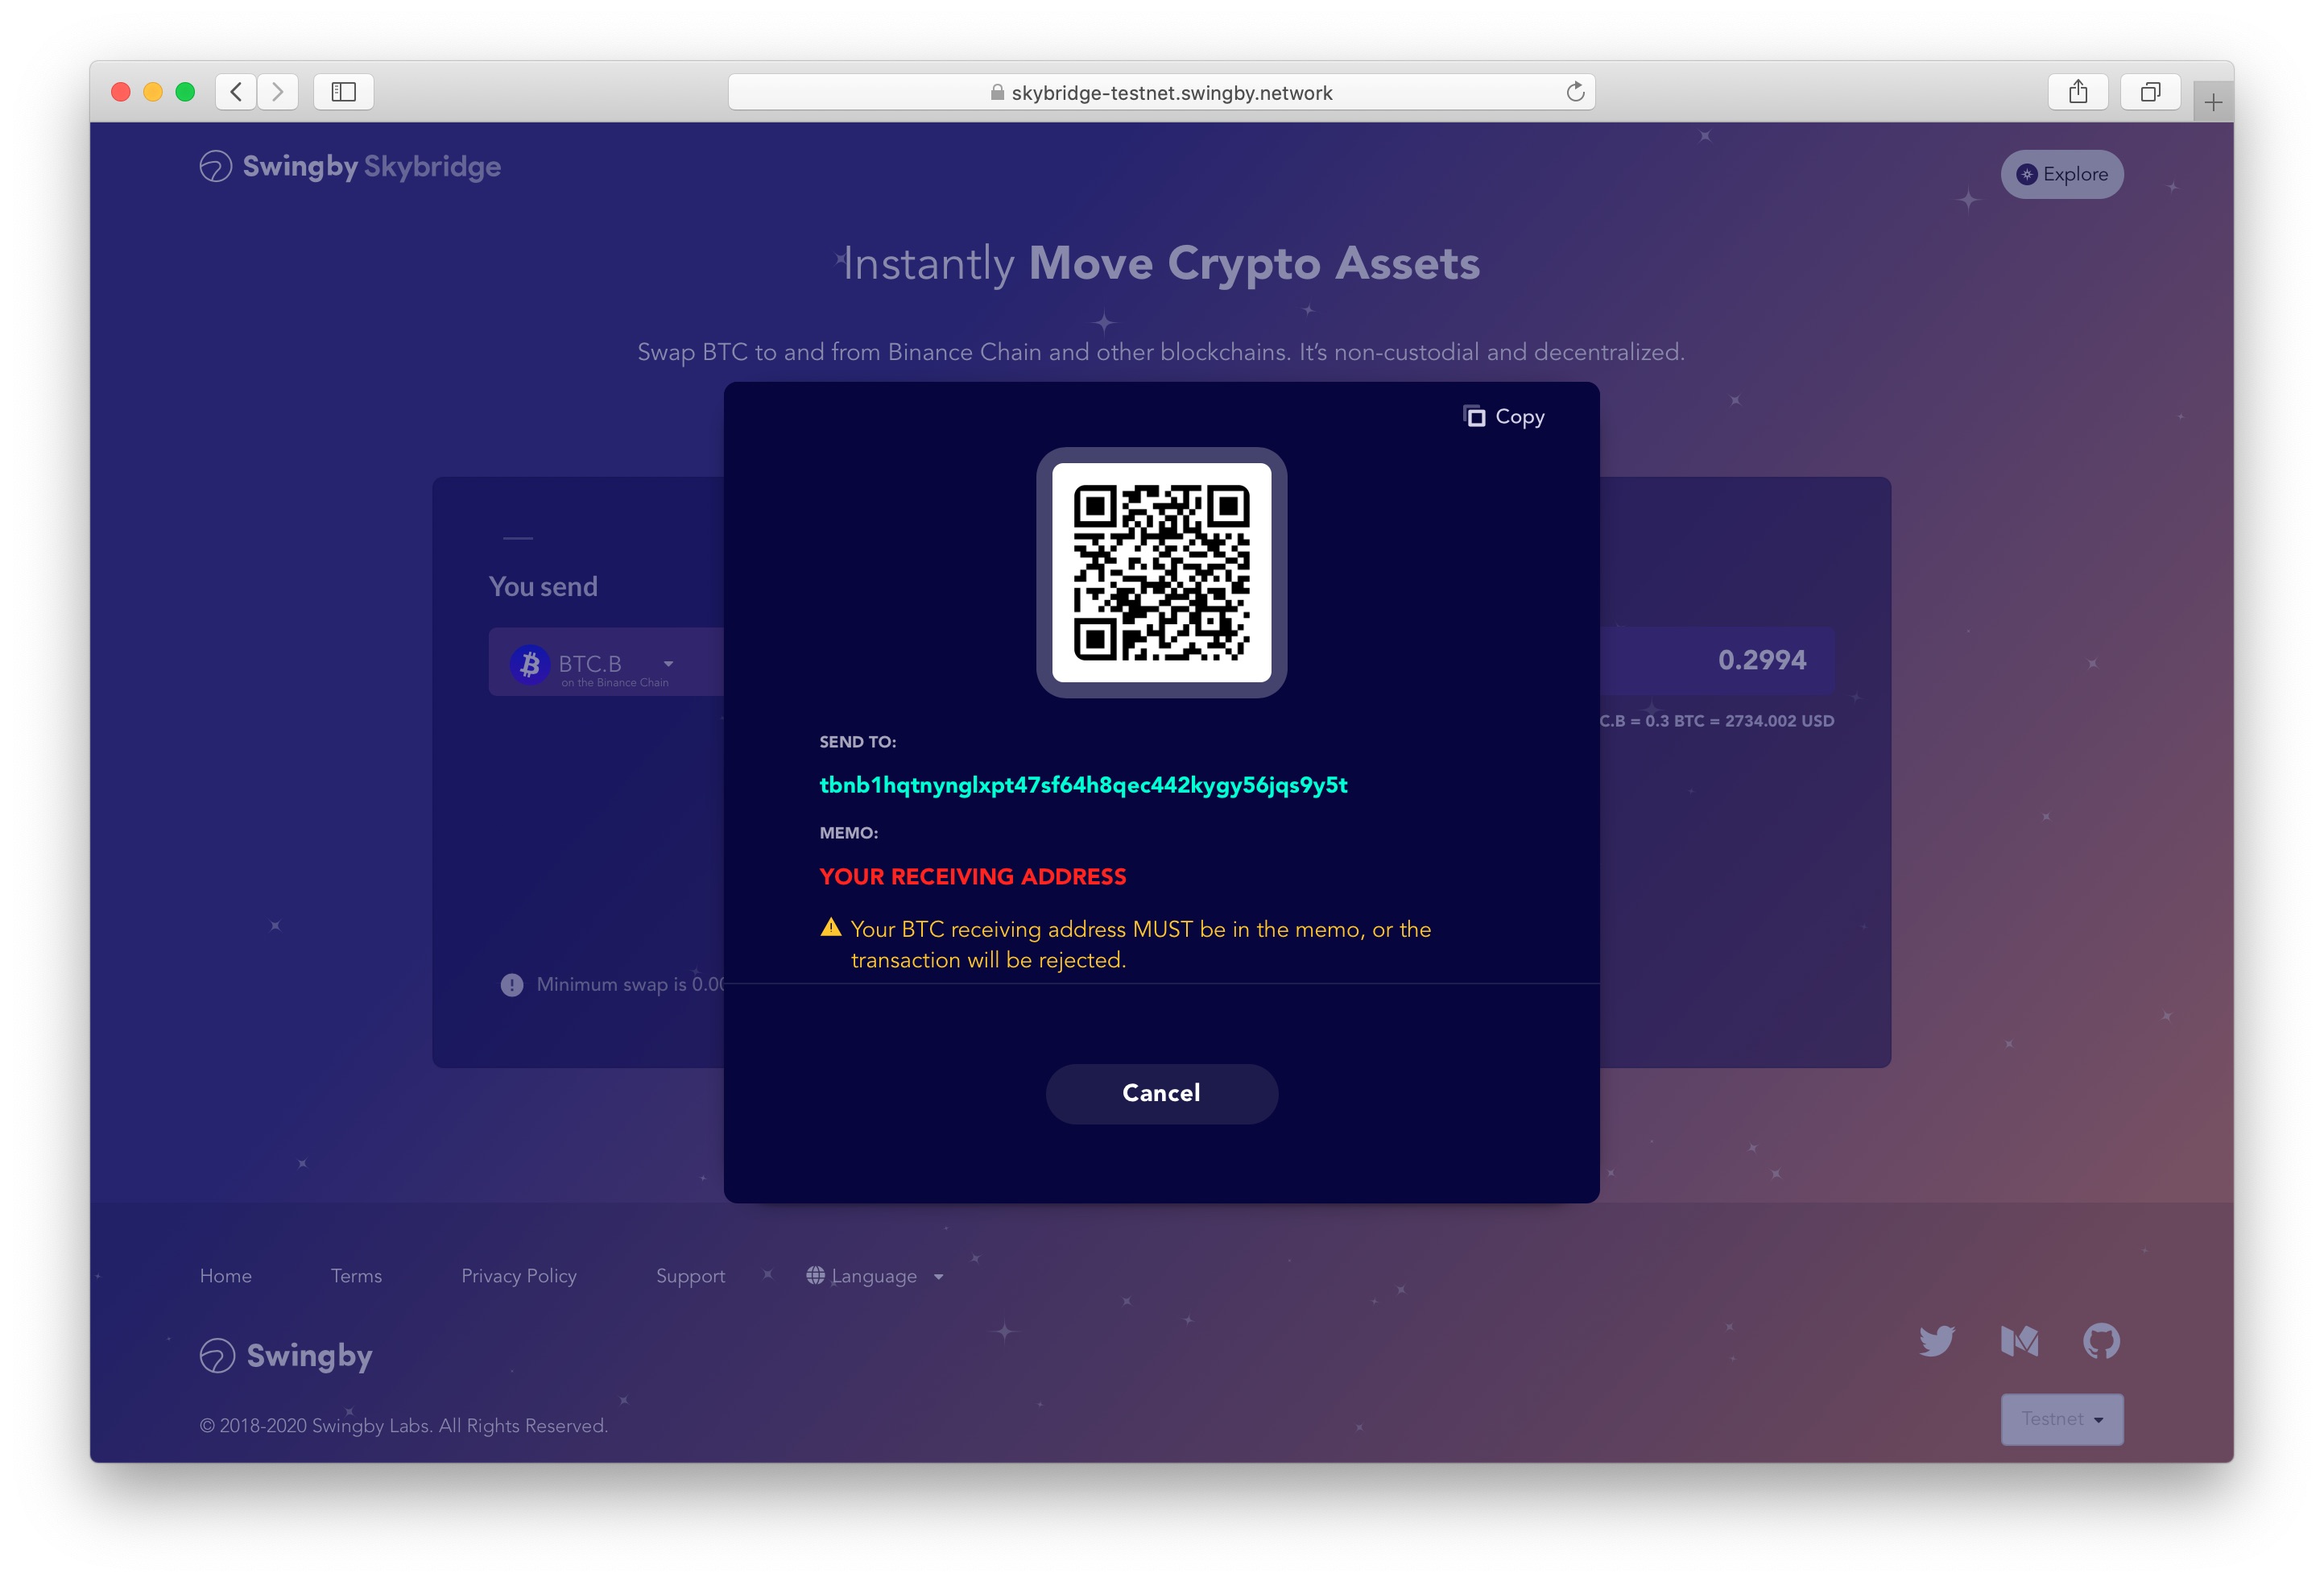 skybridge-testnet.swingby.network
Swingby Skybridge
Explore
Instantly Move Crypto Assets
Swap BTC to and from Binance Chain and other blockchains. It's non-custodial and decentralized.
Copy
You send
BTC.B
on the Binance Chain
0.2994
C.B = 0.3 BTC = 2734.002 USD
SEND TO:
tbnb1hqtnynglxpt47sf64h8qec442kygy56jqs9y5t
MEMO:
YOUR RECEIVING ADDRESS
Your BTC receiving address MUST be in the memo, or the
transaction will be rejected.
Minimum swap is 0.00
Cancel
Home Terms Privacy Policy Support Language
Swingby
© 2018-2020 Swingby Labs. All Rights Reserved.
Testnet